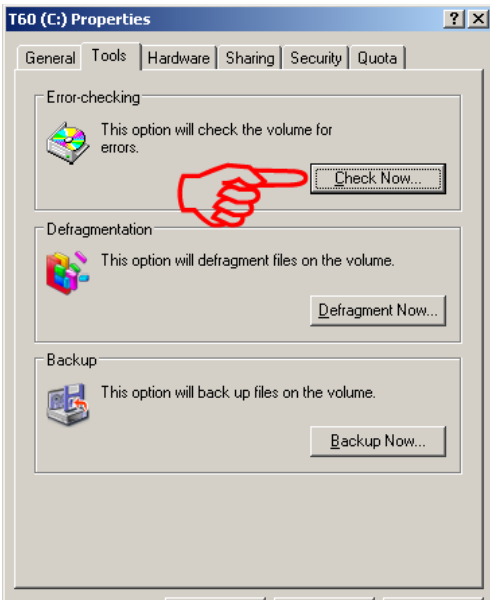 T60 (C:) Properties
General Tools Hardware Sharing Security Quota
Error-checking
This option will check the volume for
errors.
Check Now...
Defragmentation
This option will defragment files on the volume.
Defragment Now...
Backup
This option will back up files on the volume.
Backup Now...